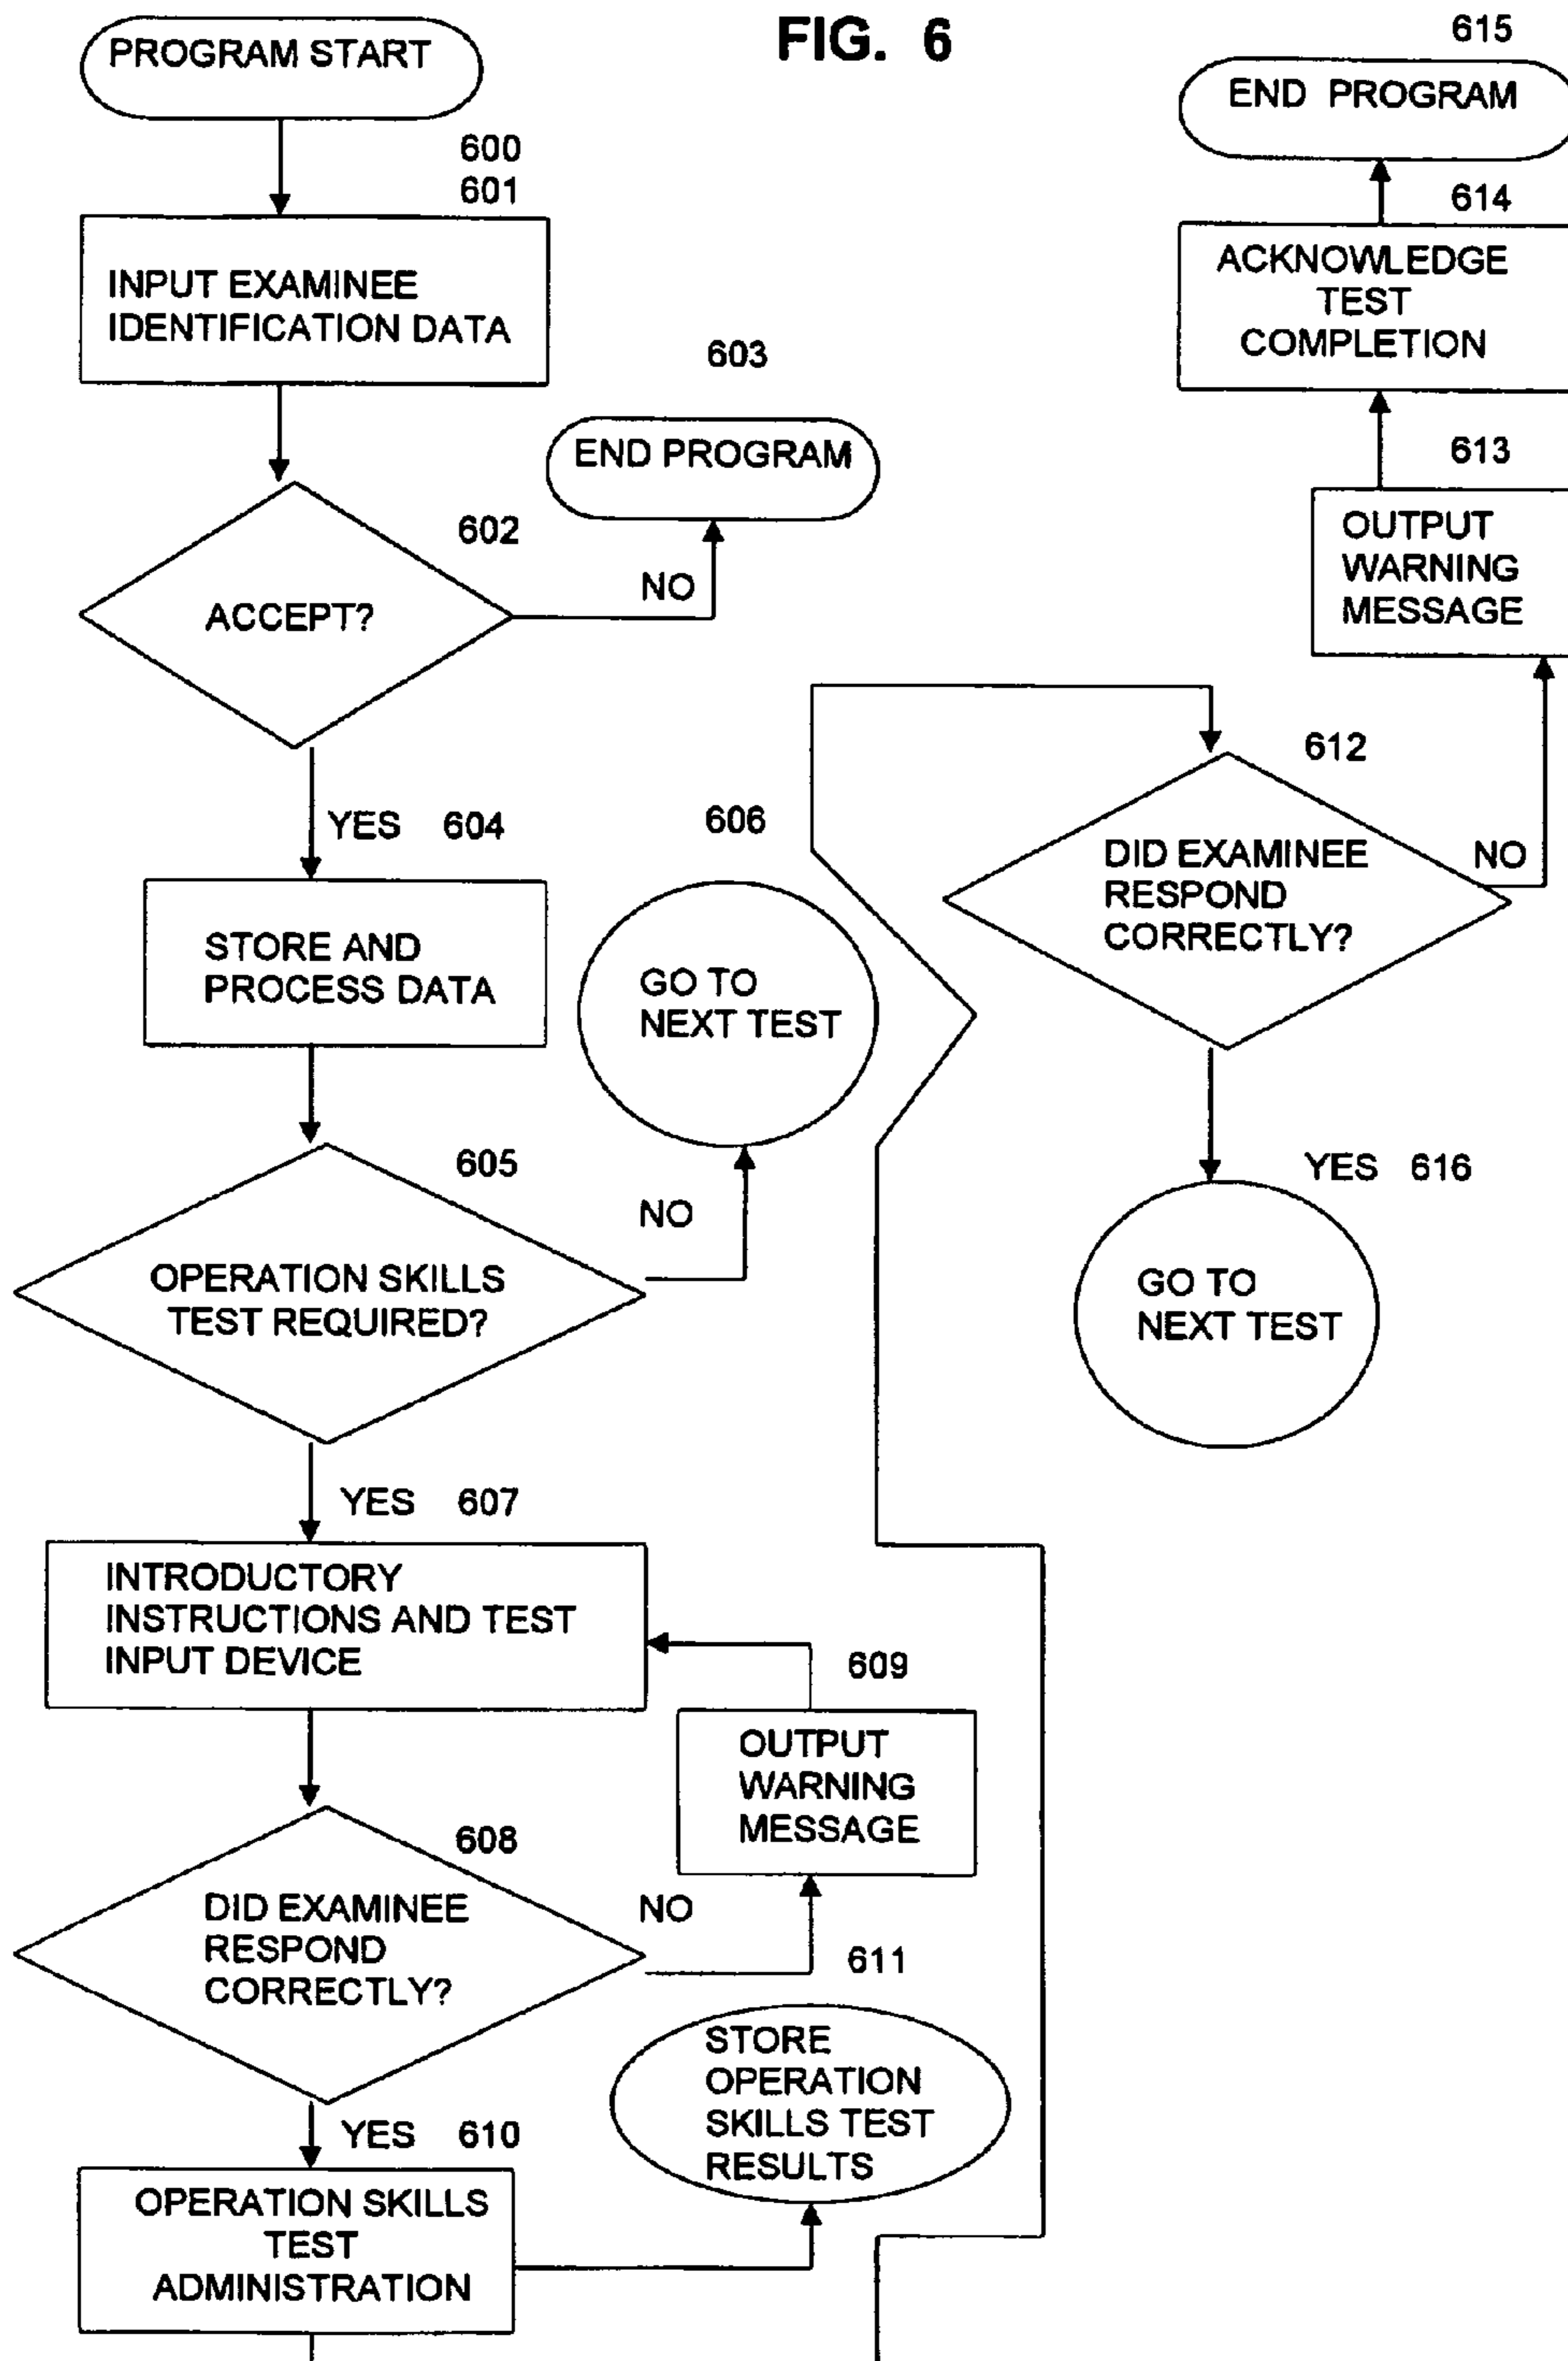 FIG. 6
PROGRAM START
600
601
INPUT EXAMINEE
IDENTIFICATION DATA
602
ACCEPT?
NO
603
END PROGRAM
YES 604
STORE AND
PROCESS DATA
605
OPERATION SKILLS
TEST REQUIRED?
NO
606
GO TO
NEXT TEST
YES 607
INTRODUCTORY
INSTRUCTIONS AND TEST
INPUT DEVICE
608
DID EXAMINEE
RESPOND
CORRECTLY?
NO
609
OUTPUT
WARNING
MESSAGE
YES 610
OPERATION SKILLS
TEST
ADMINISTRATION
611
STORE
OPERATION
SKILLS TEST
RESULTS
612
DID EXAMINEE
RESPOND
CORRECTLY?
NO
613
OUTPUT
WARNING
MESSAGE
614
ACKNOWLEDGE
TEST
COMPLETION
615
END PROGRAM
YES 616
GO TO
NEXT TEST